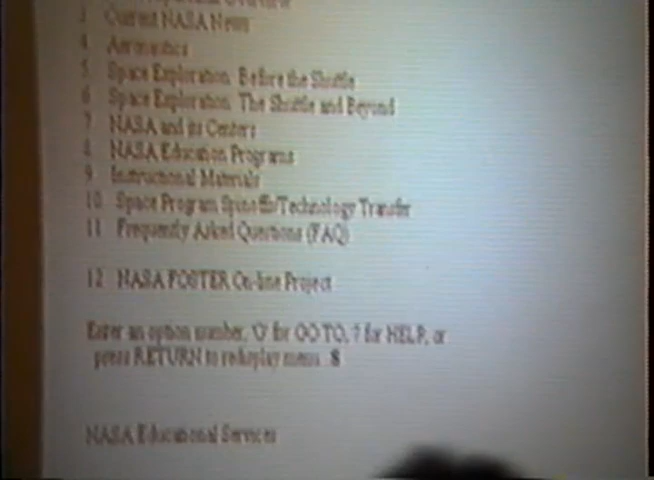 3 Current NASA News
4 Aeronautics
5 Space Exploration: Before the Shuttle
6 Space Exploration: The Shuttle and Beyond
7 NASA and its Centers
8 NASA Education Programs
9 Instructional Materials
10 Space Program Spinoffs/Technology Transfer
11 Frequently Asked Questions (FAQ)
12 NASA FOSTER On-line Project
Enter an option number, 'G' for GO TO, ? for HELP, or
press RETURN to redisplay menu 8
NASA Educational Services